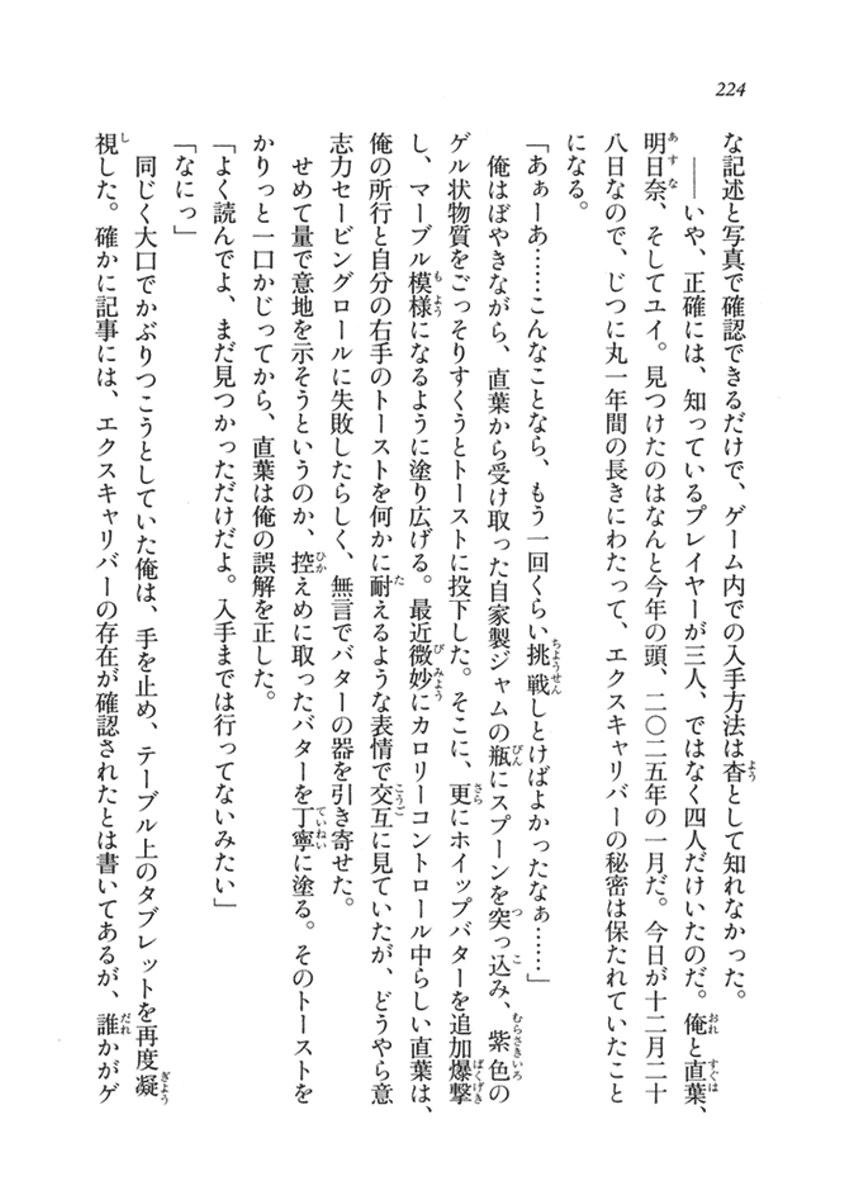 224
な記述と写真で確認できるだけで、ゲーム内での入手方法は杳として知れなかった。
――いや、正確には、知っているプレイヤーが三人、ではなく四人だけいたのだ。俺と直葉、
明日奈、そしてユイ。見つけたのはなんと今年の頭、二〇二五年の一月だ。今日が十二月二十
八日なので、じつに丸一年間の長きにわたって、エクスキャリバーの秘密は保たれていたこと
になる。
「あぁーあ……こんなことなら、もう一回くらい挑戦しとけばよかったなぁ……」
俺はぼやきながら、直葉から受け取った自家製ジャムの瓶にスプーンを突っ込み、紫色の
ゲル状物質をごっそりすくうとトーストに投下した。そこに、更にホイップバターを追加爆撃
し、マーブル模様になるように塗り広げる。最近微妙にカロリーコントロール中らしい直葉は、
俺の所行と自分の右手のトーストを何かに耐えるような表情で交互に見ていたが、どうやら意
志力セービングロールに失敗したらしく、無言でバターの器を引き寄せた。
せめて量で意地を示そうというのか、控えめに取ったバターを丁寧に塗る。そのトーストを
かりっと一口かじってから、直葉は俺の誤解を正した。
「よく読んでよ、まだ見つかっただけだよ。入手までは行ってないみたい」
「なにっ」
同じく大口でかぶりつこうとしていた俺は、手を止め、テーブル上のタブレットを再度凝
視した。確かに記事には、エクスキャリバーの存在が確認されたとは書いてあるが、誰かがゲ